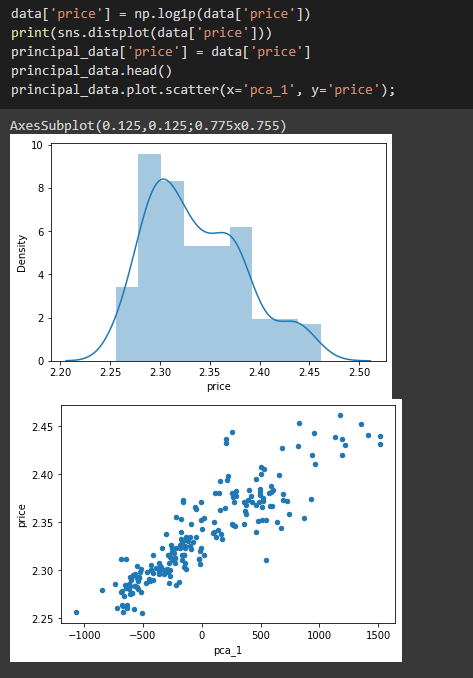 data['price'] = np.log1p(data['price'])
print(sns.distplot(data['price']))
principal_data['price'] = data['price']
principal_data.head()
principal_data.plot.scatter(x='pca_1', y='price');
AxesSubplot(0.125,0.125;0.775x0.755)
10
8
6
4
2
0
Density
2.20 2.25 2.30 2.35 2.40 2.45 2.50
price
2.45
2.40
2.35
2.30
2.25
price
−1000 −500 0 500 1000 1500
pca_1